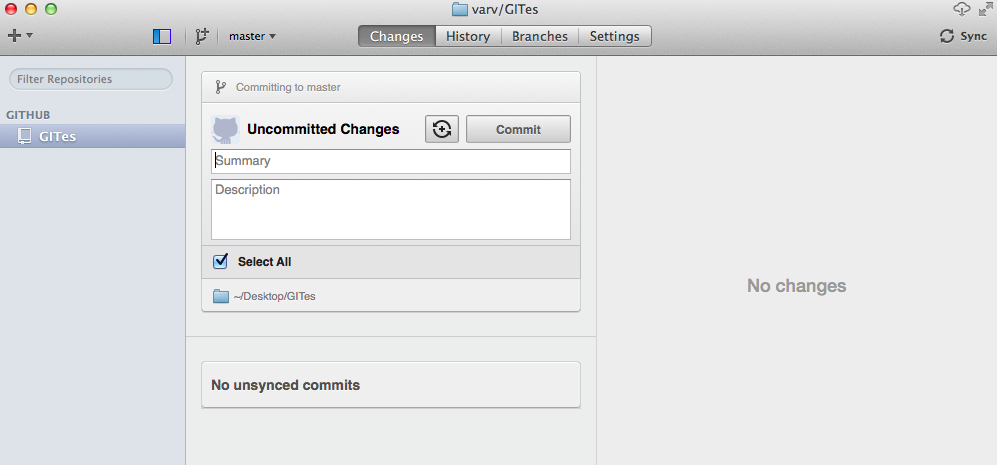 varv/GITes
master
Changes
History
Branches
Settings
Sync
Filter Repositories
GITHUB
GITes
Committing to master
Uncommitted Changes
Commit
Summary
Description
Select All
~/Desktop/GITes
No unsynced commits
No changes